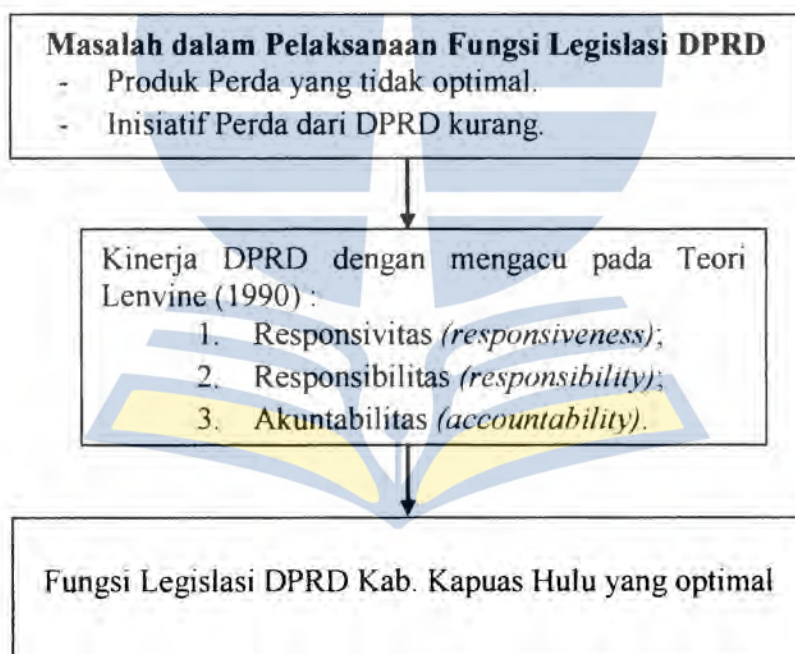 Masalah dalam Pelaksanaan Fungsi Legislasi DPRD
- Produk Perda yang tidak optimal.
- Inisiatif Perda dari DPRD kurang.
Kinerja DPRD dengan mengacu pada Teori
Lenvine (1990) :
1. Responsivitas (responsiveness);
2. Responsibilitas (responsibility);
3. Akuntabilitas (accountability).
Fungsi Legislasi DPRD Kab. Kapuas Hulu yang optimal